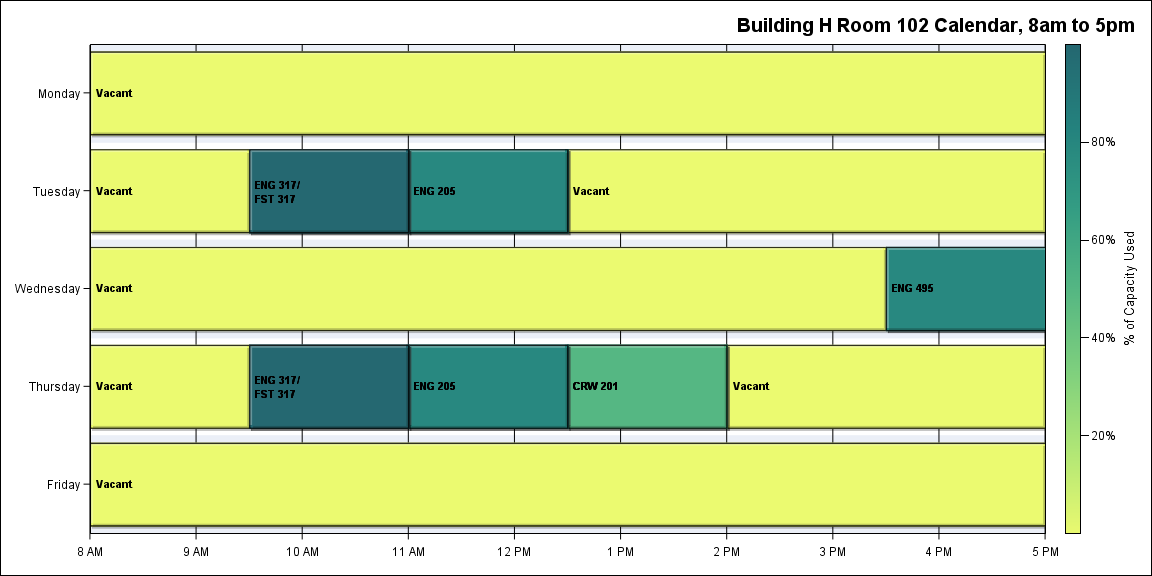 Building H Room 102 Calendar, 8am to 5pm
Monday
Vacant
Tuesday
Vacant
ENG 317/
FST 317
ENG 205
Vacant
Wednesday
Vacant
ENG 495
Thursday
Vacant
ENG 317/
FST 317
ENG 205
CRW 201
Vacant
Friday
Vacant
8 AM
9 AM
10 AM
11 AM
12 PM
1 PM
2 PM
3 PM
4 PM
5 PM
80%
60%
40%
20%
% of Capacity Used